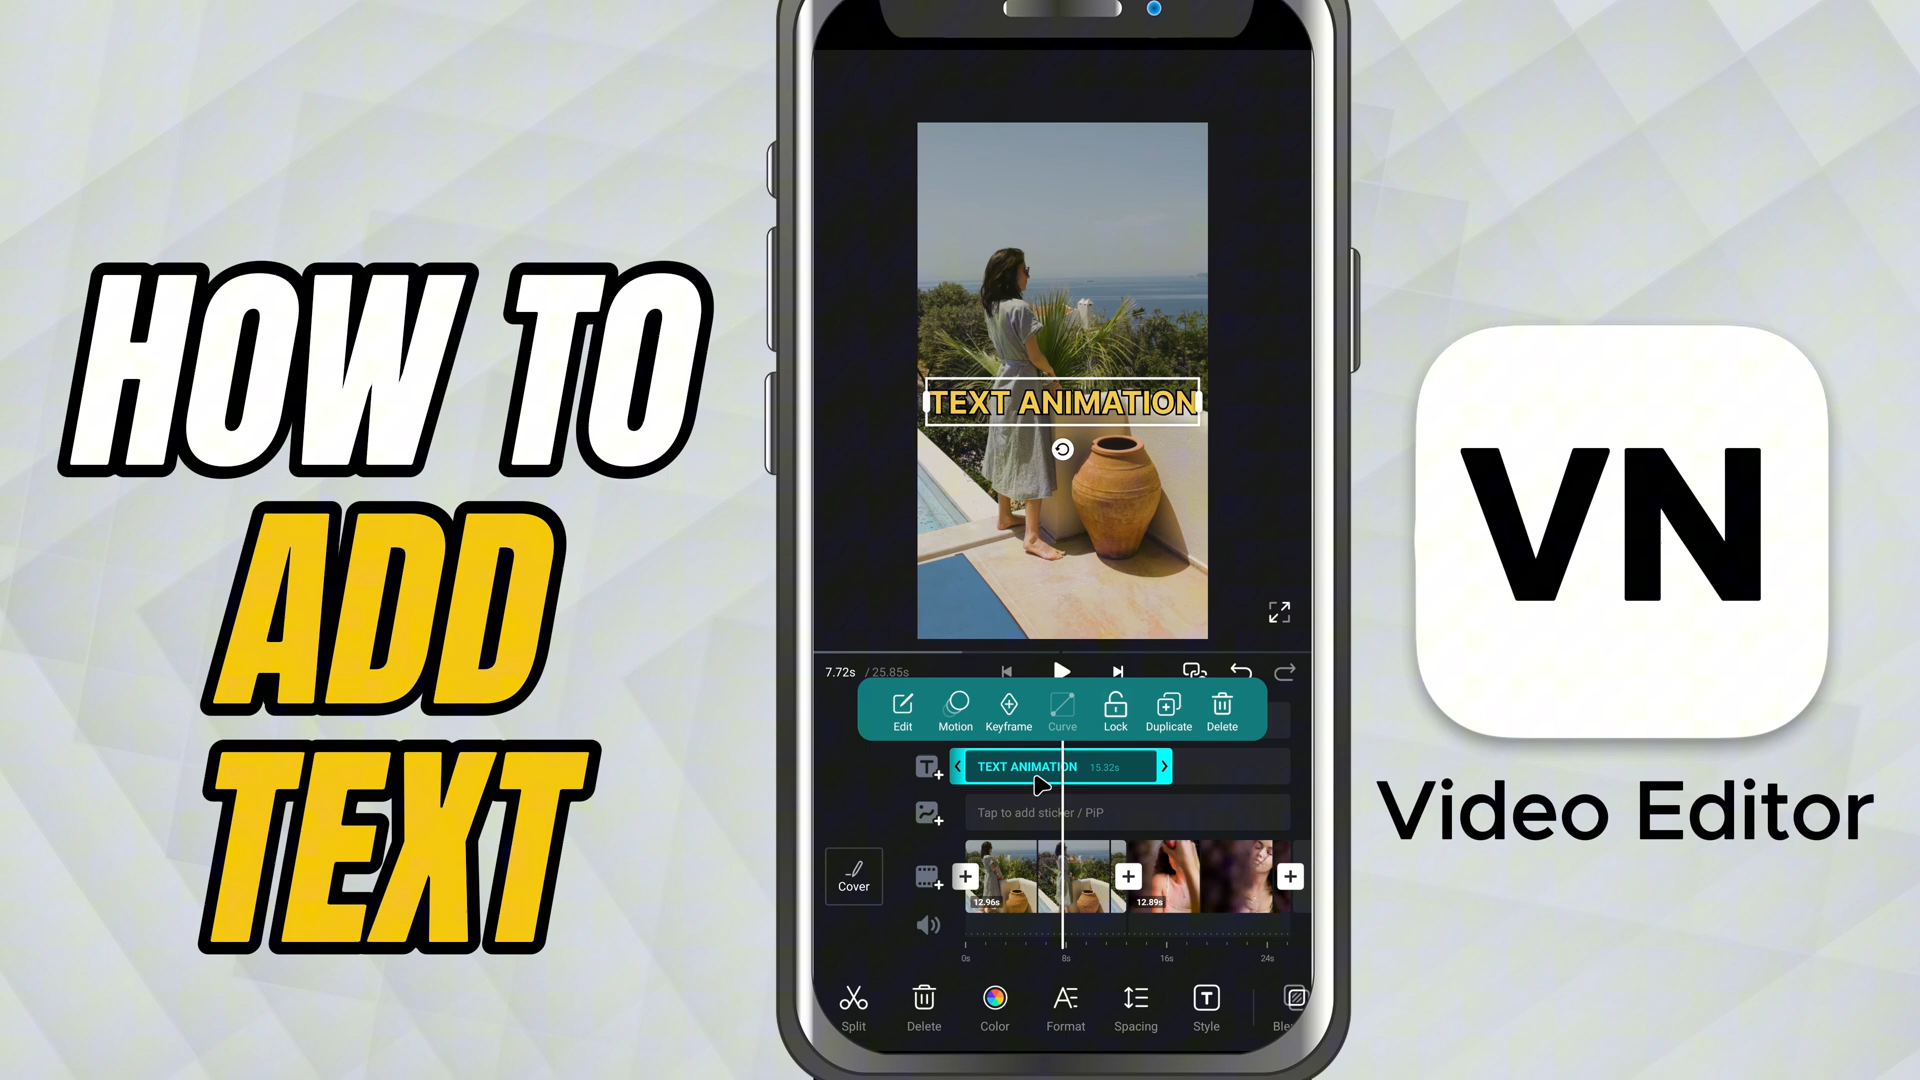 HOW TO
ADD
TEXT
TEXT ANIMATION
7.72s / 25.85s
Edit Motion Keyframe Curve Lock Duplicate Delete
TEXT ANIMATION 15.32s
Tap to add sticker / PiP
Cover
12.96s 12.89s
0s 8s 16s 24s
Split Delete Color Format Spacing Style Ble
VN
Video Editor